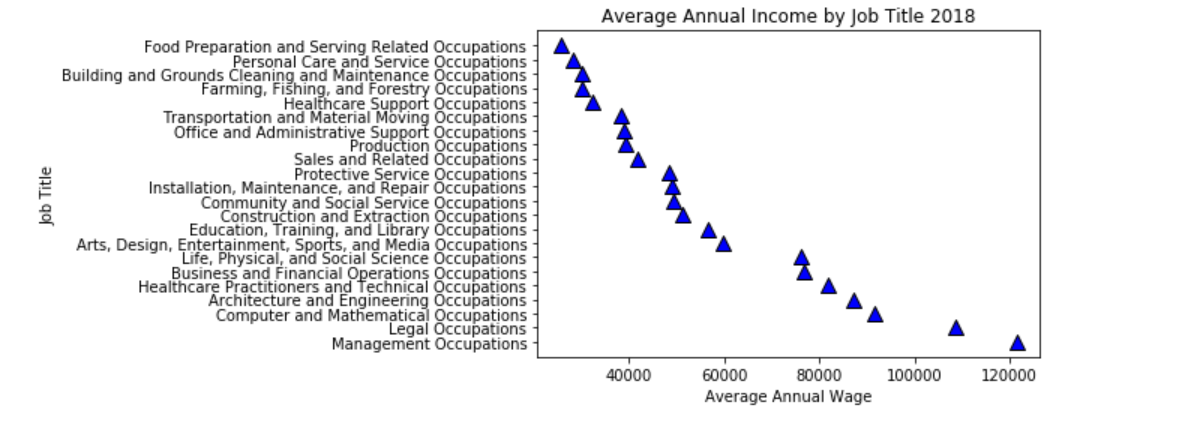 Average Annual Income by Job Title 2018
Food Preparation and Serving Related Occupations
Personal Care and Service Occupations
Building and Grounds Cleaning and Maintenance Occupations
Farming, Fishing, and Forestry Occupations
Healthcare Support Occupations
Transportation and Material Moving Occupations
Office and Administrative Support Occupations
Production Occupations
Sales and Related Occupations
Protective Service Occupations
Installation, Maintenance, and Repair Occupations
Community and Social Service Occupations
Construction and Extraction Occupations
Education, Training, and Library Occupations
Arts, Design, Entertainment, Sports, and Media Occupations
Life, Physical, and Social Science Occupations
Business and Financial Operations Occupations
Healthcare Practitioners and Technical Occupations
Architecture and Engineering Occupations
Computer and Mathematical Occupations
Legal Occupations
Management Occupations
Job Title
40000 60000 80000 100000 120000
Average Annual Wage